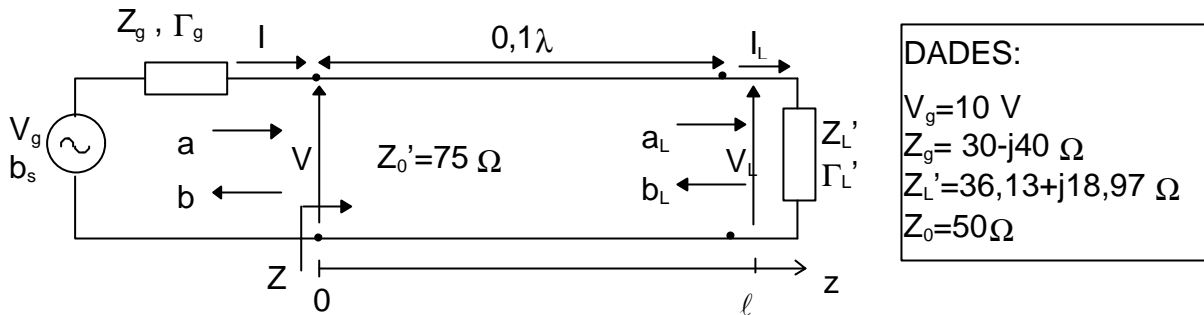 Z_g , Γ_g
I
0,1λ
I_L
V_g
b_s
a
b
V
Z_0’=75 Ω
a_L
b_L
V_L
Z_L’
Γ_L’
Z
0
ℓ
z
DADES:
V_g=10 V
Z_g= 30-j40 Ω
Z_L’=36,13+j18,97 Ω
Z_0=50Ω